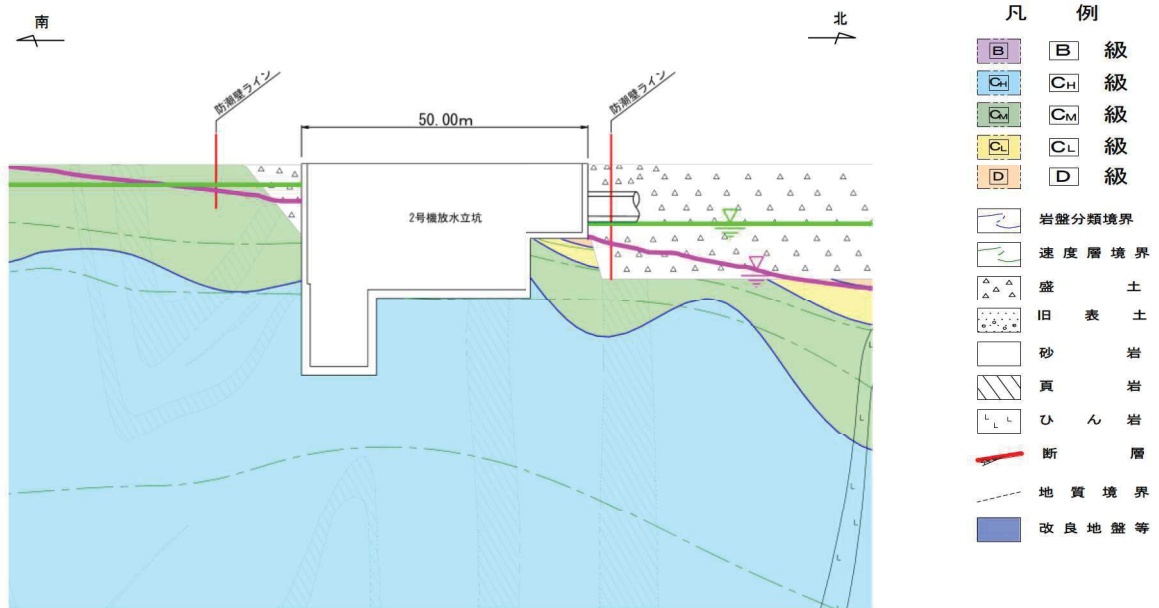 南
北
防潮壁ライン
防潮壁ライン
50.00m
2号機放水立坑
凡 例
B B 級
CH CH 級
CM CM 級
CL CL 級
D D 級
岩盤分類境界
速度層境界
盛土
旧表土
砂岩
頁岩
ひん岩
断層
地質境界
改良地盤等